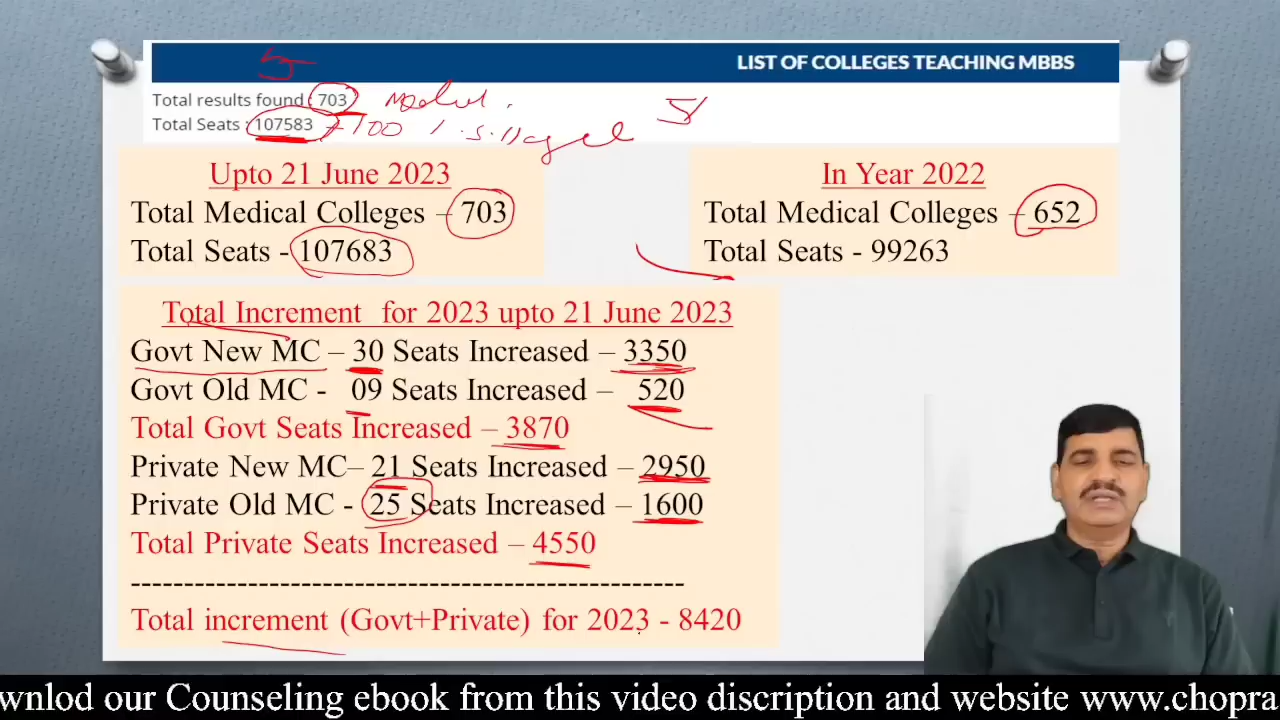 LIST OF COLLEGES TEACHING MBBS
Total results found : 703
Total Seats : 107583 +100
Upto 21 June 2023
Total Medical Colleges – 703
Total Seats - 107683
In Year 2022
Total Medical Colleges – 652
Total Seats - 99263
Total Increment for 2023 upto 21 June 2023
Govt New MC – 30 Seats Increased – 3350
Govt Old MC - 09 Seats Increased – 520
Total Govt Seats Increased – 3870
Private New MC– 21 Seats Increased – 2950
Private Old MC - 25 Seats Increased – 1600
Total Private Seats Increased – 4550
----------------------------------------------------
Total increment (Govt+Private) for 2023 - 8420
wnlod our Counseling ebook from this video discription and website www.chopra